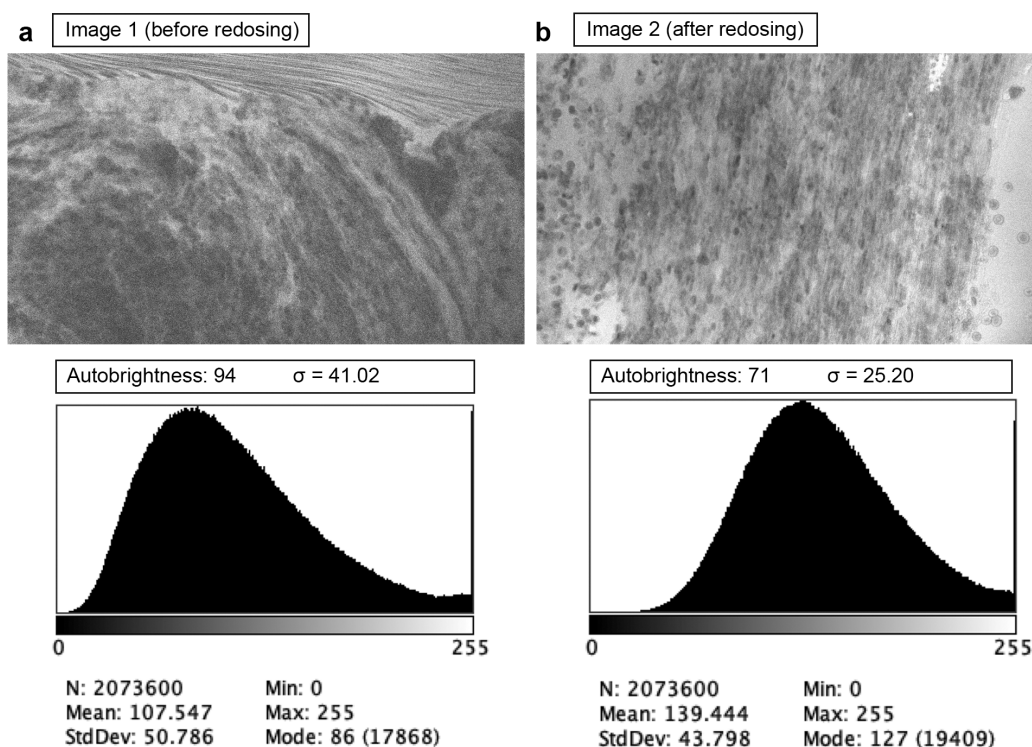 a
Image 1 (before redosing)
b
Image 2 (after redosing)
Autobrightness: 94 σ = 41.02
Autobrightness: 71 σ = 25.20
0 255
0 255
N: 2073600 Min: 0
Mean: 107.547 Max: 255
StdDev: 50.786 Mode: 86 (17868)
N: 2073600 Min: 0
Mean: 139.444 Max: 255
StdDev: 43.798 Mode: 127 (19409)